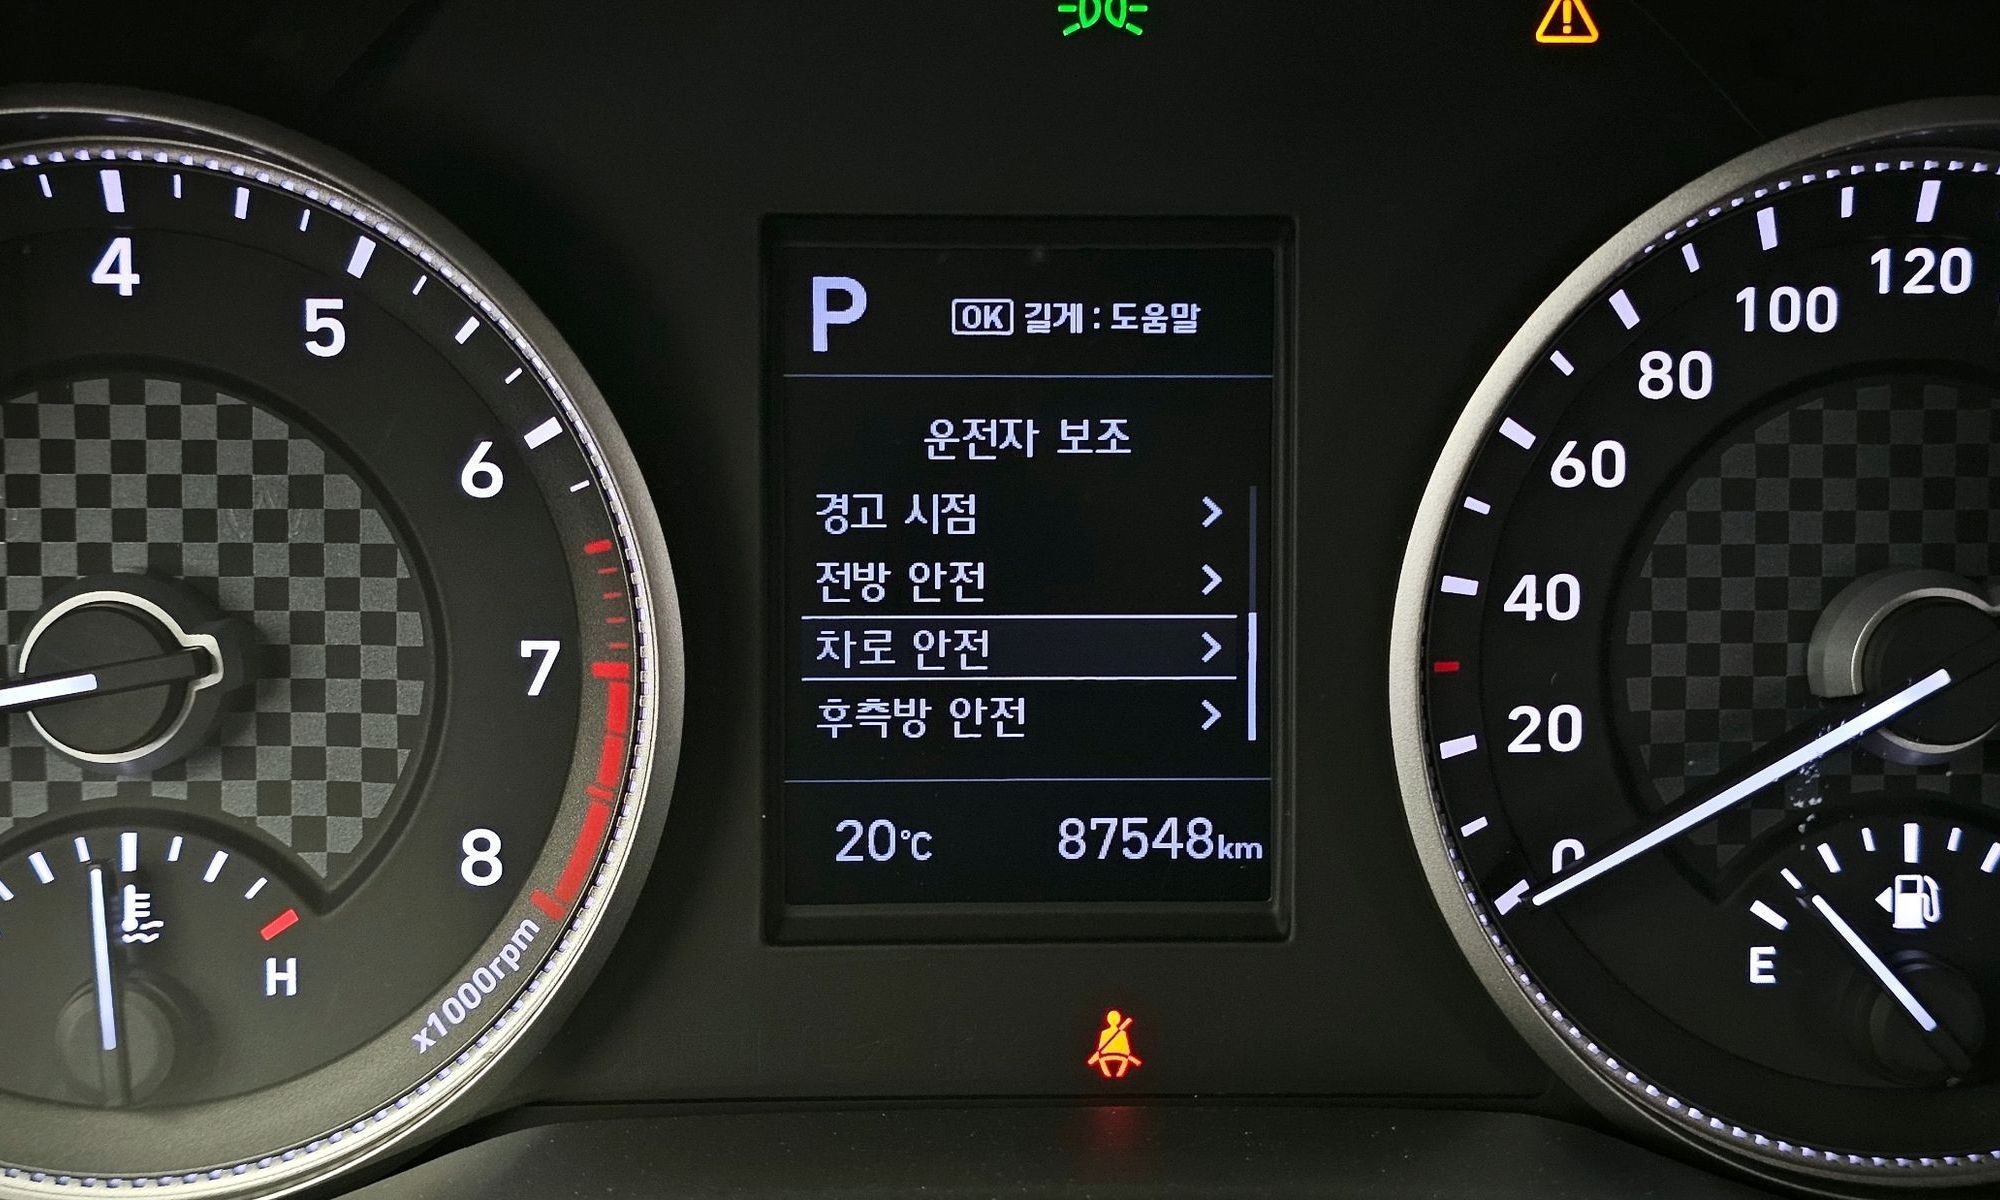 P
OK 길게 : 도움말
운전자 보조
경고 시점
전방 안전
차로 안전
후측방 안전
20℃ 87548km
4
5
6
7
8
x1000rpm
H
120
100
80
60
40
20
0
E